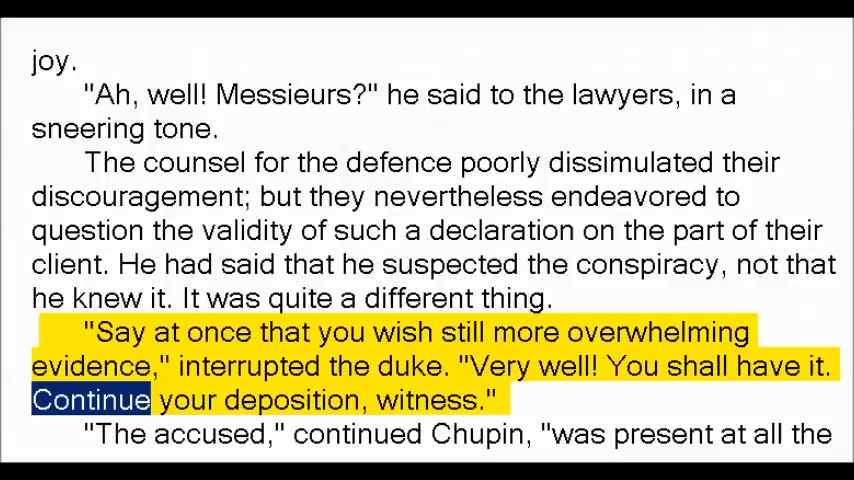 joy.
"Ah, well! Messieurs?" he said to the lawyers, in a
sneering tone.
The counsel for the defence poorly dissimulated their
discouragement; but they nevertheless endeavored to
question the validity of such a declaration on the part of their
client. He had said that he suspected the conspiracy, not that
he knew it. It was quite a different thing.
"Say at once that you wish still more overwhelming
evidence," interrupted the duke. "Very well! You shall have it.
Continue your deposition, witness."
"The accused," continued Chupin, "was present at all the